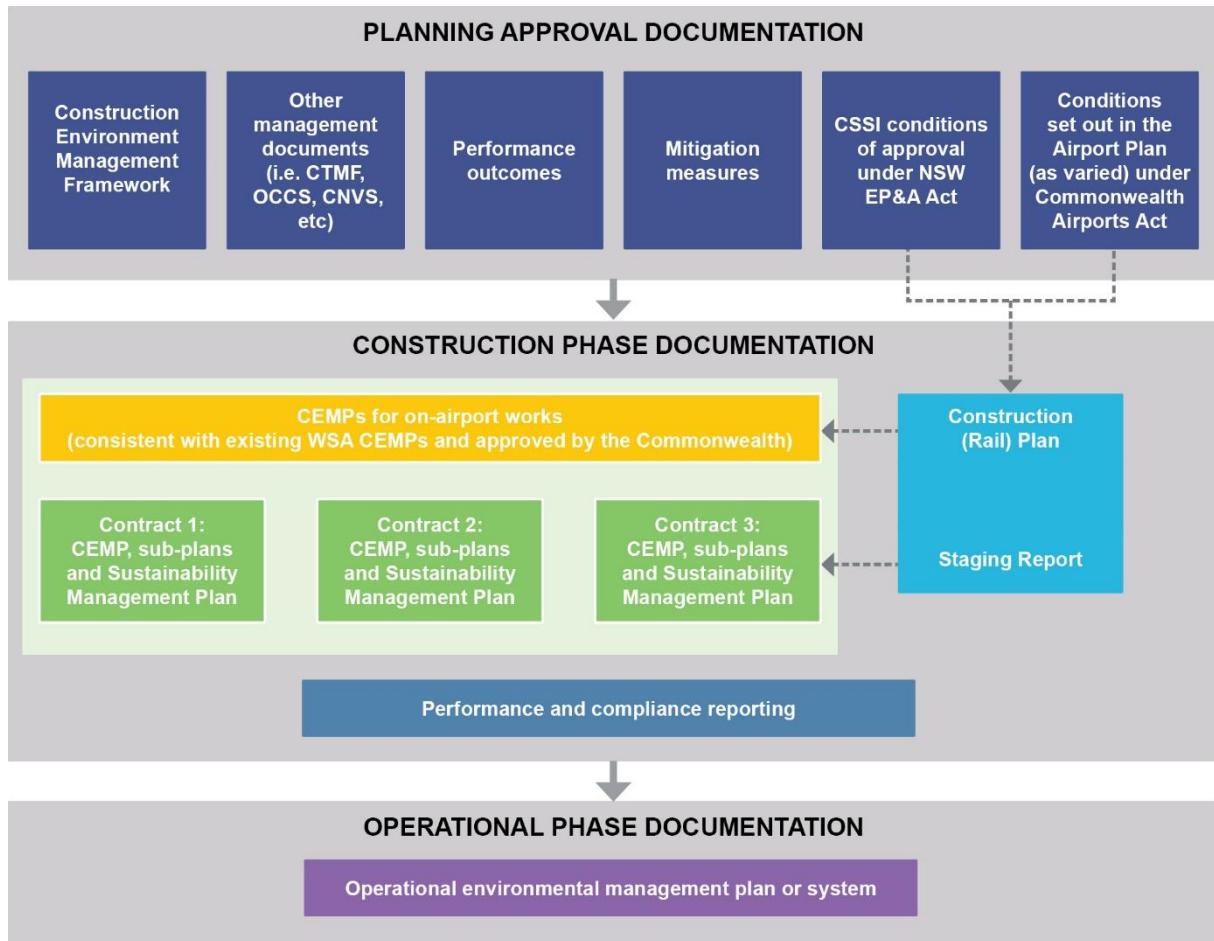 PLANNING APPROVAL DOCUMENTATION
Construction
Environment
Management
Framework
Other
management
documents
(i.e. CTMF,
OCCS, CNVS,
etc)
Performance
outcomes
Mitigation
measures
CSSI conditions
of approval
under NSW
EP&A Act
Conditions
set out in the
Airport Plan
(as varied) under
Commonwealth
Airports Act
CONSTRUCTION PHASE DOCUMENTATION
CEMPs for on-airport works
(consistent with existing WSA CEMPs and approved by the Commonwealth)
Construction
(Rail) Plan
Contract 1:
CEMP, sub-plans
and Sustainability
Management Plan
Contract 2:
CEMP, sub-plans
and Sustainability
Management Plan
Contract 3:
CEMP, sub-plans
and Sustainability
Management Plan
Staging Report
Performance and compliance reporting
OPERATIONAL PHASE DOCUMENTATION
Operational environmental management plan or system